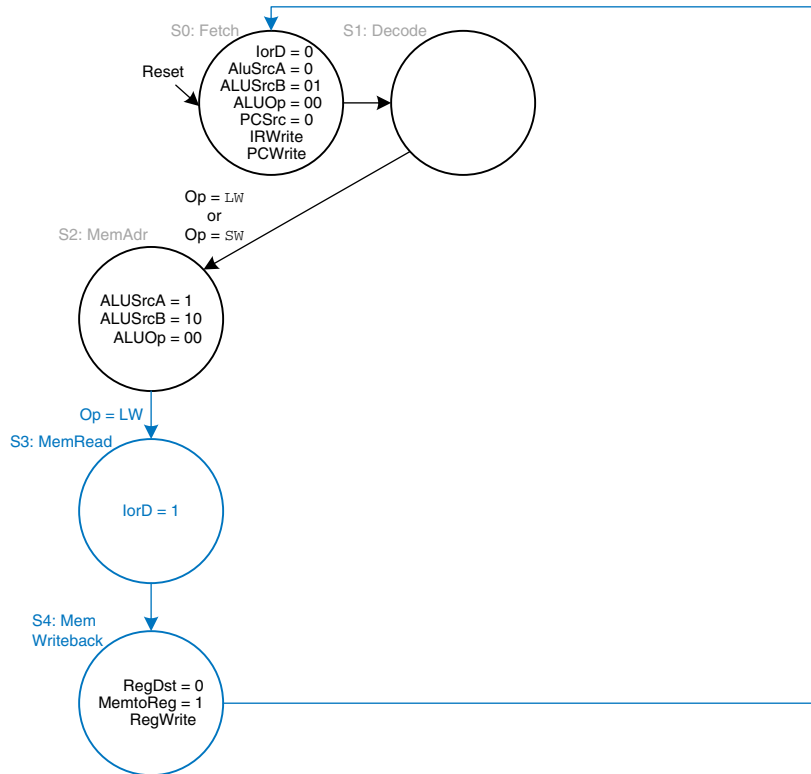 S0: Fetch
S1: Decode
Reset
IorD = 0
AluSrcA = 0
ALUSrcB = 01
ALUOp = 00
PCSrc = 0
IRWrite
PCWrite
Op = LW
or
Op = SW
S2: MemAdr
ALUSrcA = 1
ALUSrcB = 10
ALUOp = 00
Op = LW
S3: MemRead
IorD = 1
S4: Mem
Writeback
RegDst = 0
MemtoReg = 1
RegWrite